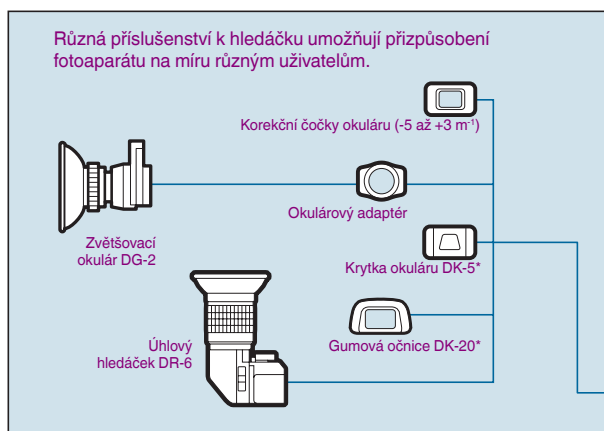 Různá příslušenství k hledáčku umožňují přizpůsobení
fotoaparátu na míru různým uživatelům.
Korekční čočky okuláru (-5 až +3 m⁻¹)
Okulárový adaptér
Zvětšovací
okulár DG-2
Krytka okuláru DK-5*
Úhlový
hledáček DR-6
Gumová očnice DK-20*